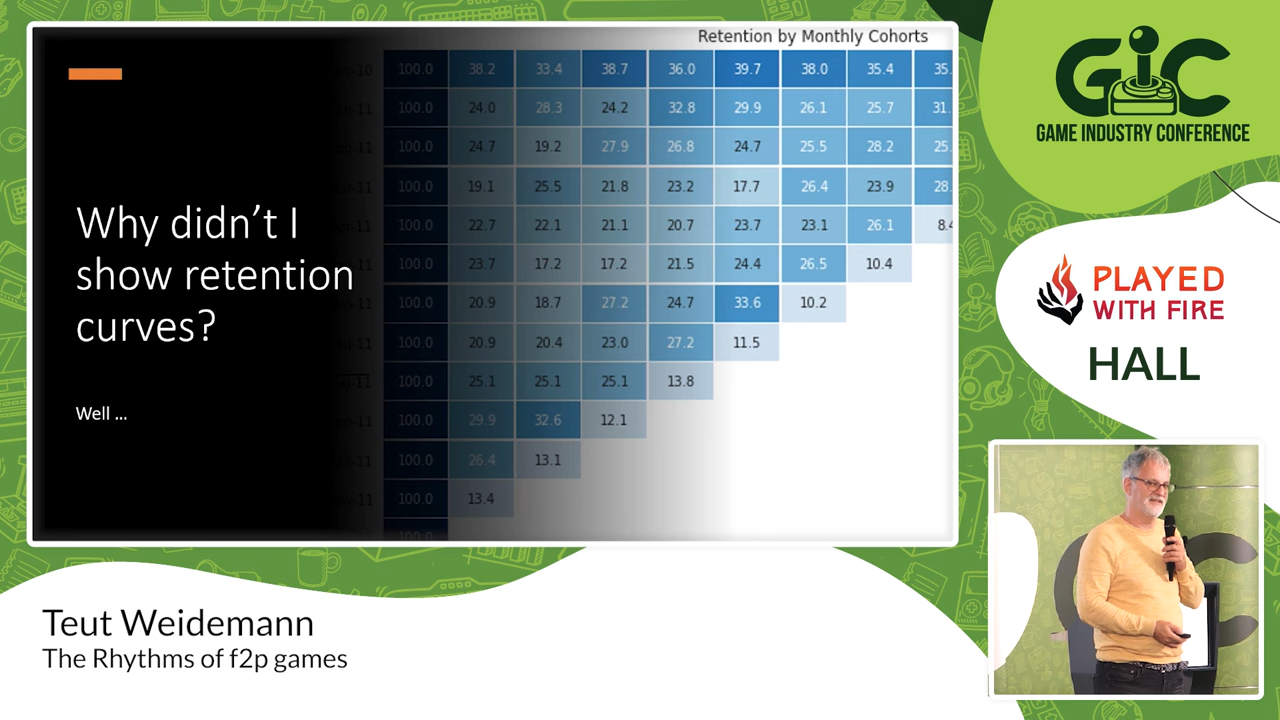 Retention by Monthly Cohorts
100.0 38.2 33.4 38.7 36.0 39.7 38.0 35.4 35.
100.0 24.0 28.3 24.2 32.8 29.9 26.1 25.7 31.
100.0 24.7 19.2 27.9 26.8 24.7 25.5 28.2 25.
100.0 19.1 25.5 21.8 23.2 17.7 26.4 23.9 28.
100.0 22.7 22.1 21.1 20.7 23.7 23.1 26.1 8.4
100.0 23.7 17.2 17.2 21.5 24.4 26.5 10.4
100.0 20.9 18.7 27.2 24.7 33.6 10.2
100.0 20.9 20.4 23.0 27.2 11.5
100.0 25.1 25.1 25.1 13.8
100.0 29.9 32.6 12.1
100.0 26.4 13.1
100.0 13.4
Why didn’t I
show retention
curves?
Well ...
GIC
GAME INDUSTRY CONFERENCE
PLAYED
WITH FIRE
HALL
Teut Weidemann
The Rhythms of f2p games